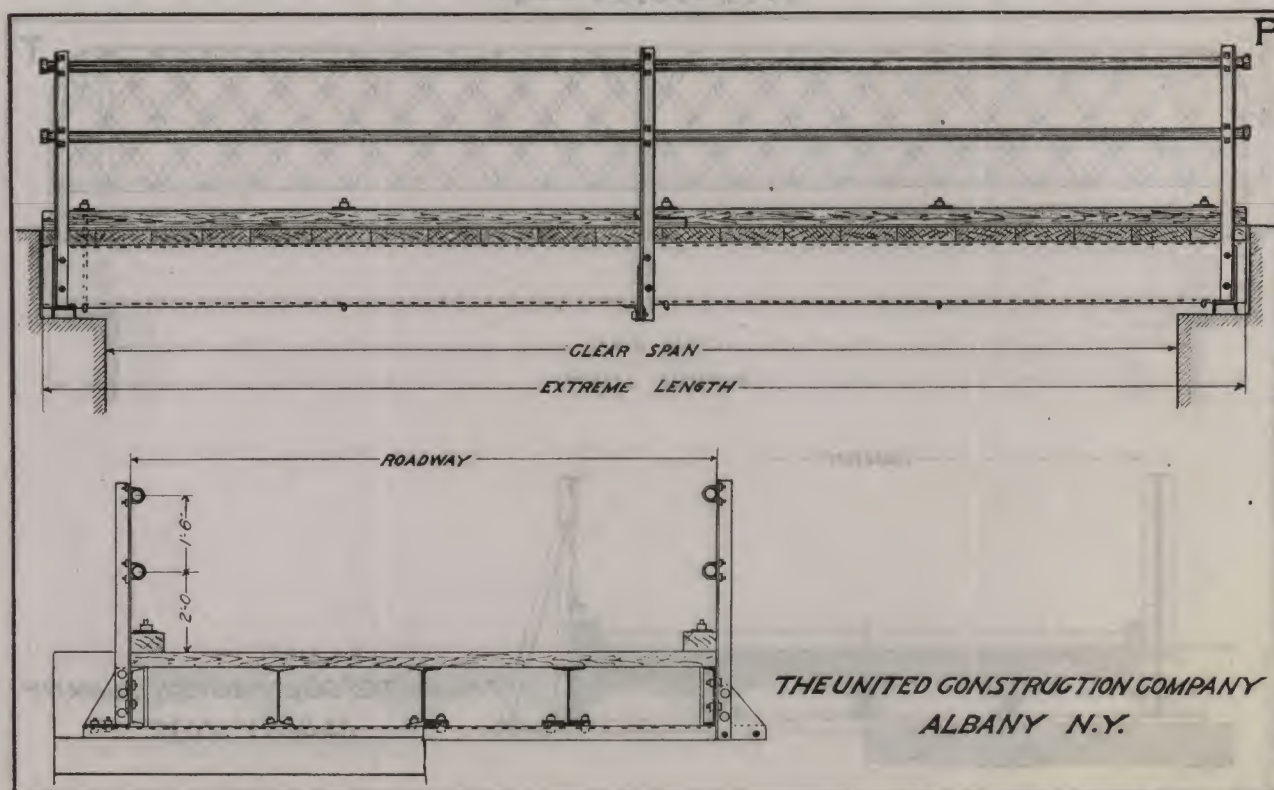 P
CLEAR SPAN
EXTREME LENGTH
ROADWAY
1'-6"
2'-0
THE UNITED CONSTRUCTION COMPANY
ALBANY N.Y.